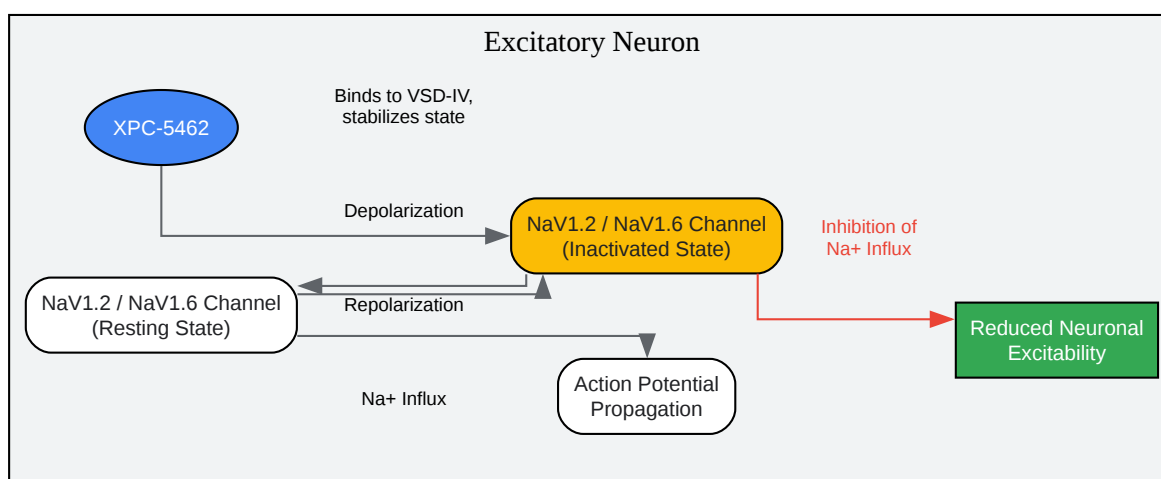 Excitatory Neuron
Binds to VSD-IV,
stabilizes state
XPC-5462
Depolarization
NaV1.2 / NaV1.6 Channel
(Inactivated State)
Inhibition of
Na+ Influx
NaV1.2 / NaV1.6 Channel
(Resting State)
Repolarization
Reduced Neuronal
Excitability
Action Potential
Propagation
Na+ Influx